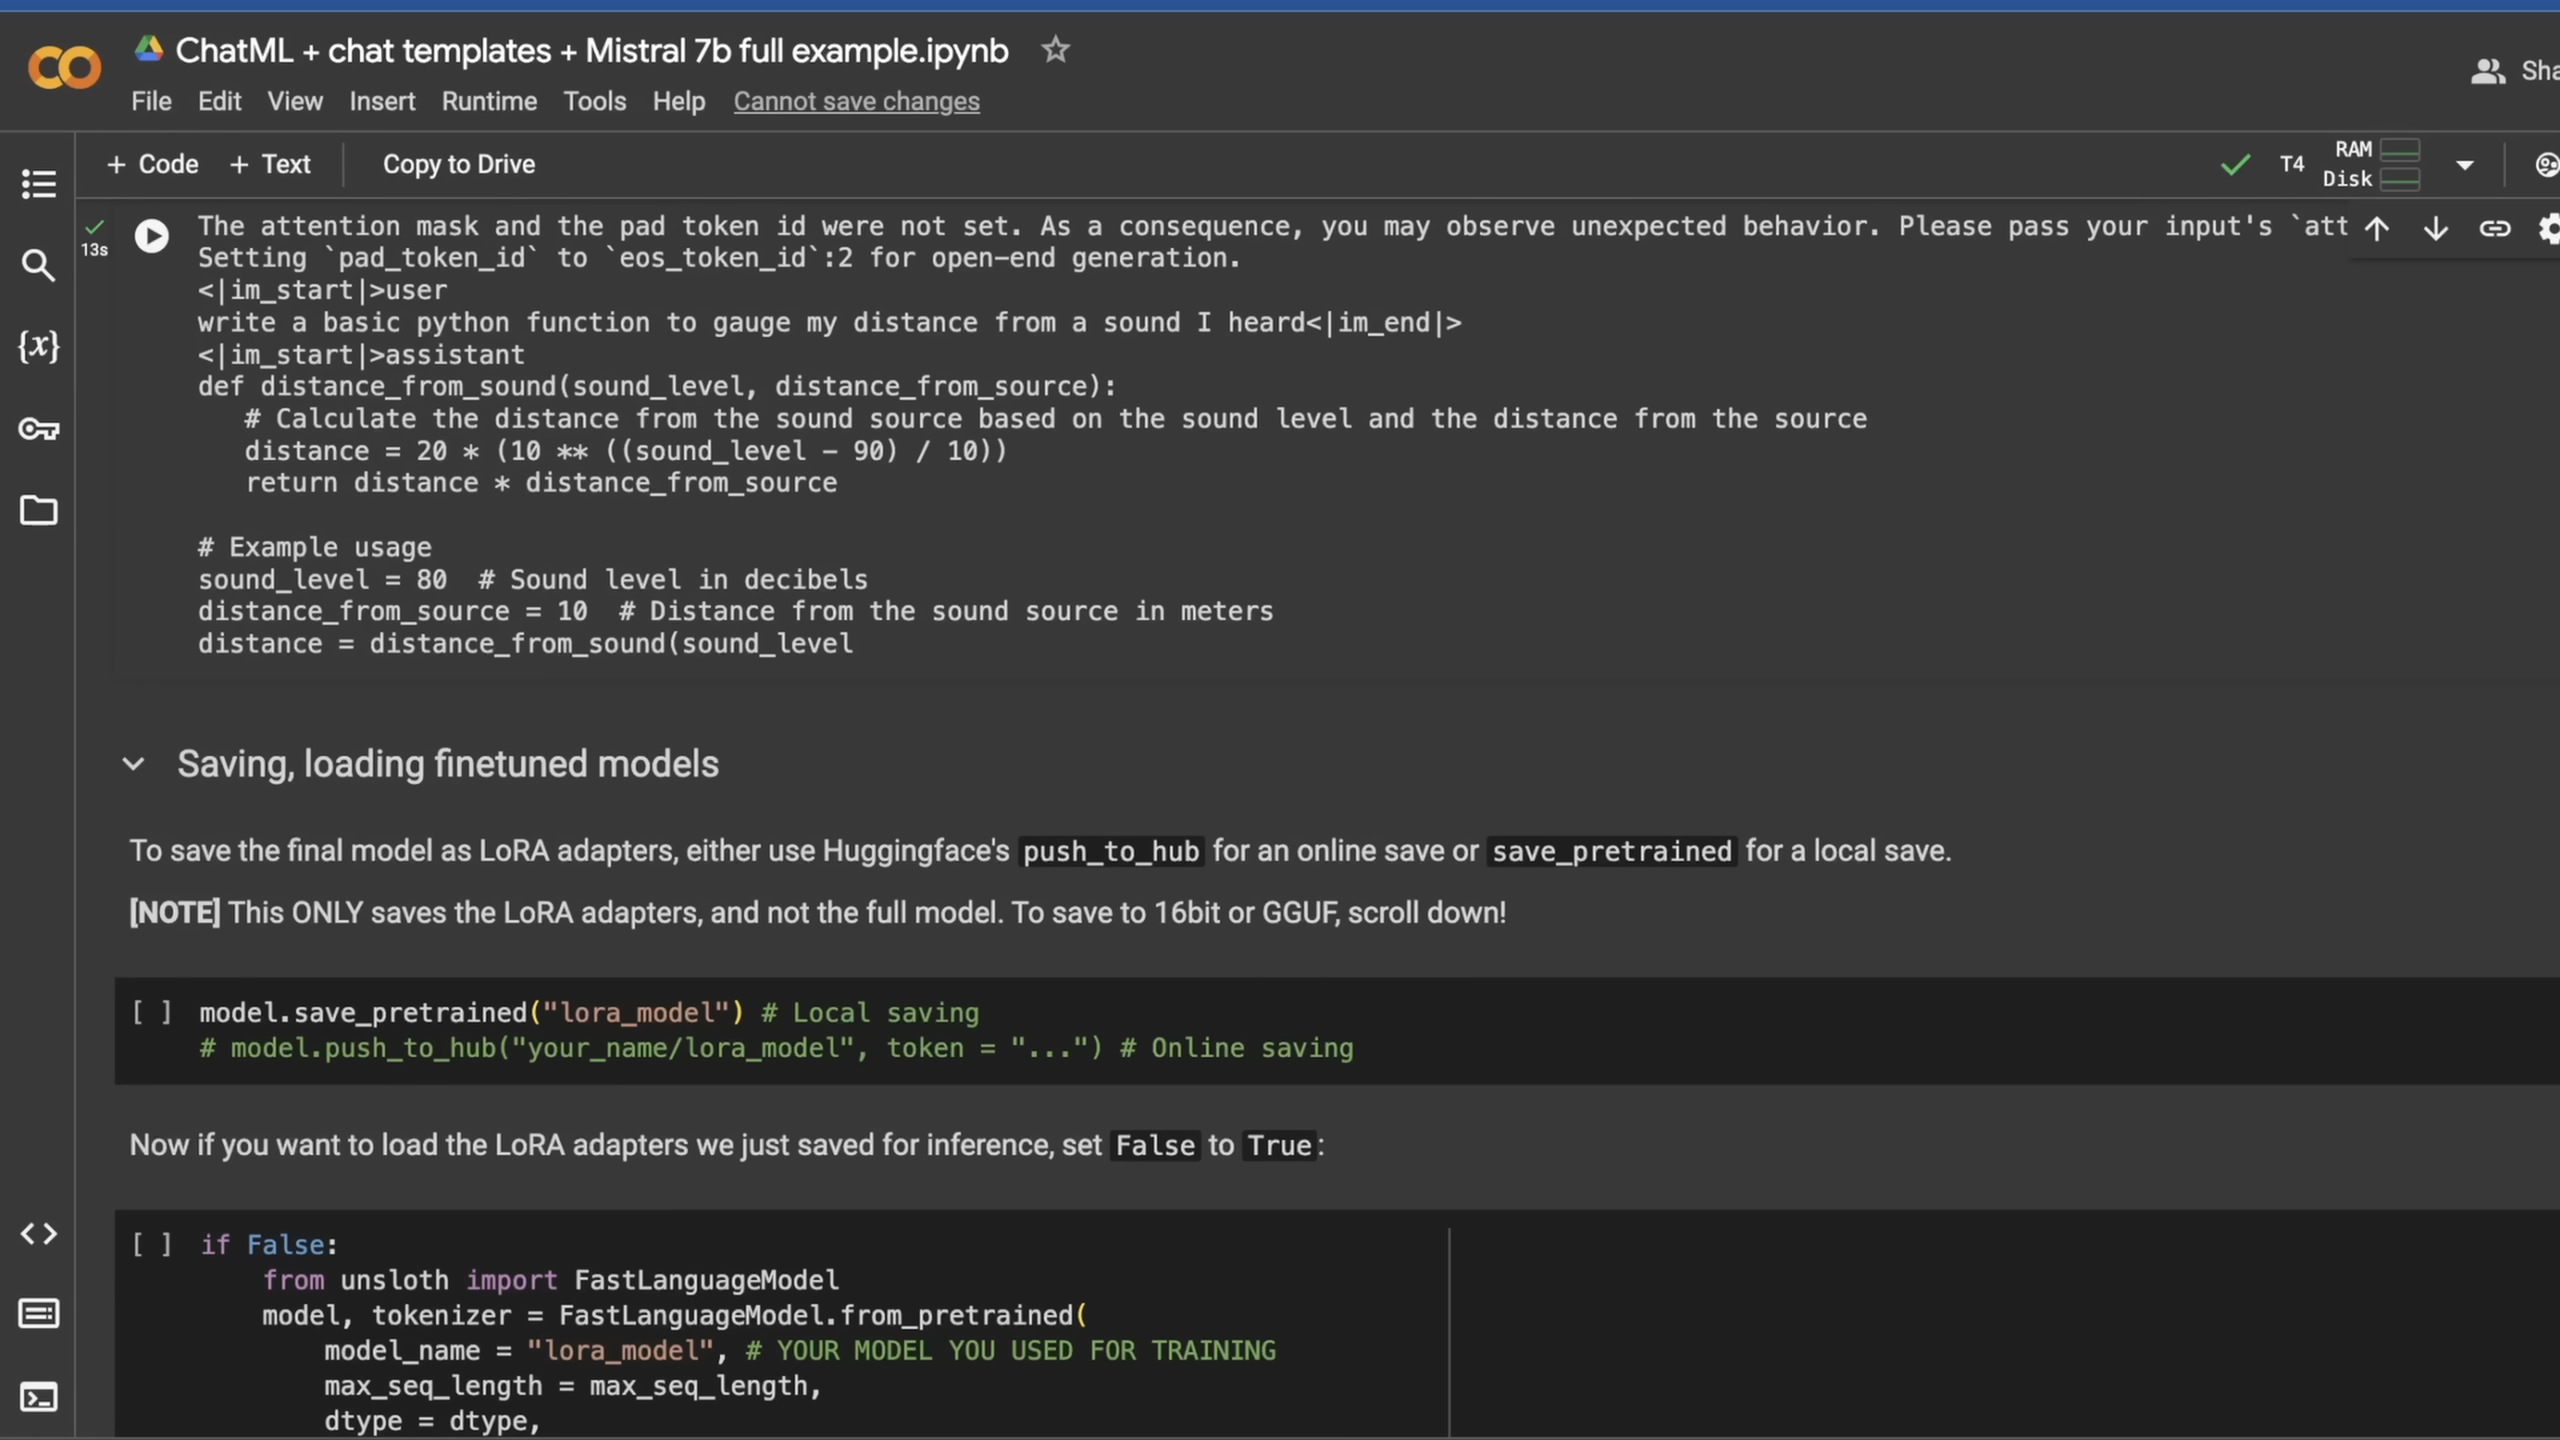 ChatML + chat templates + Mistral 7b full example.ipynb
File Edit View Insert Runtime Tools Help Cannot save changes
+ Code + Text Copy to Drive
T4 RAM Disk
13s
The attention mask and the pad token id were not set. As a consequence, you may observe unexpected behavior. Please pass your input's `att
Setting `pad_token_id` to `eos_token_id`:2 for open-end generation.
<|im_start|>user
write a basic python function to gauge my distance from a sound I heard<|im_end|>
<|im_start|>assistant
def distance_from_sound(sound_level, distance_from_source):
   # Calculate the distance from the sound source based on the sound level and the distance from the source
   distance = 20 * (10 ** ((sound_level - 90) / 10))
   return distance * distance_from_source
# Example usage
sound_level = 80  # Sound level in decibels
distance_from_source = 10  # Distance from the sound source in meters
distance = distance_from_sound(sound_level
Saving, loading finetuned models
To save the final model as LoRA adapters, either use Huggingface's push_to_hub for an online save or save_pretrained for a local save.
[NOTE] This ONLY saves the LoRA adapters, and not the full model. To save to 16bit or GGUF, scroll down!
[ ] model.save_pretrained("lora_model") # Local saving
# model.push_to_hub("your_name/lora_model", token = "...") # Online saving
Now if you want to load the LoRA adapters we just saved for inference, set False to True:
[ ] if False:
    from unsloth import FastLanguageModel
    model, tokenizer = FastLanguageModel.from_pretrained(
        model_name = "lora_model", # YOUR MODEL YOU USED FOR TRAINING
        max_seq_length = max_seq_length,
        dtype = dtype,